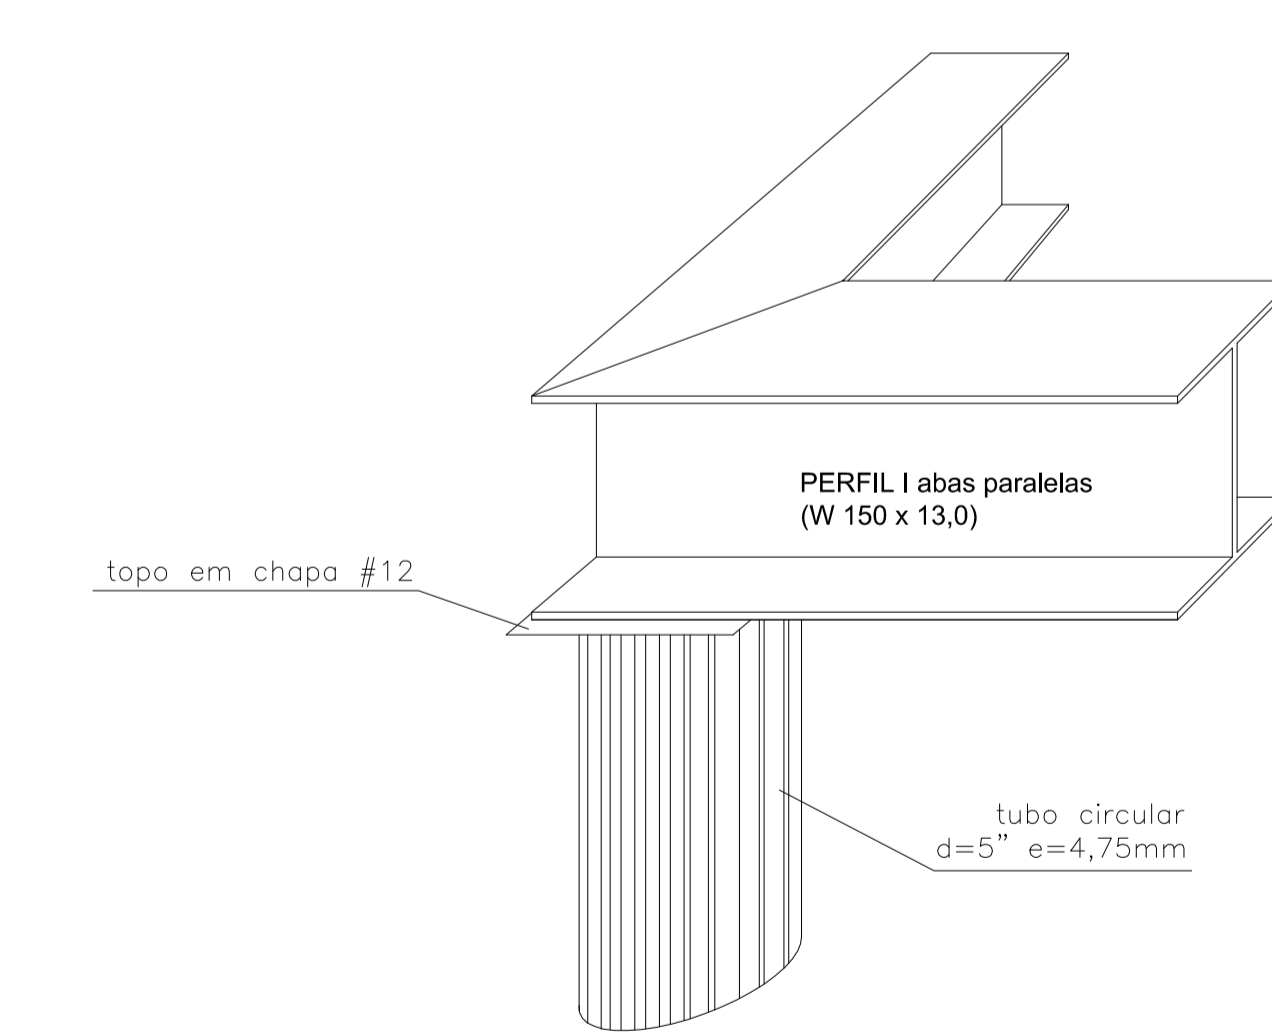 PERFIL I abas paralelas
(W 150 x 13,0)
topo em chapa #12
tubo circular
d=5” e=4,75mm